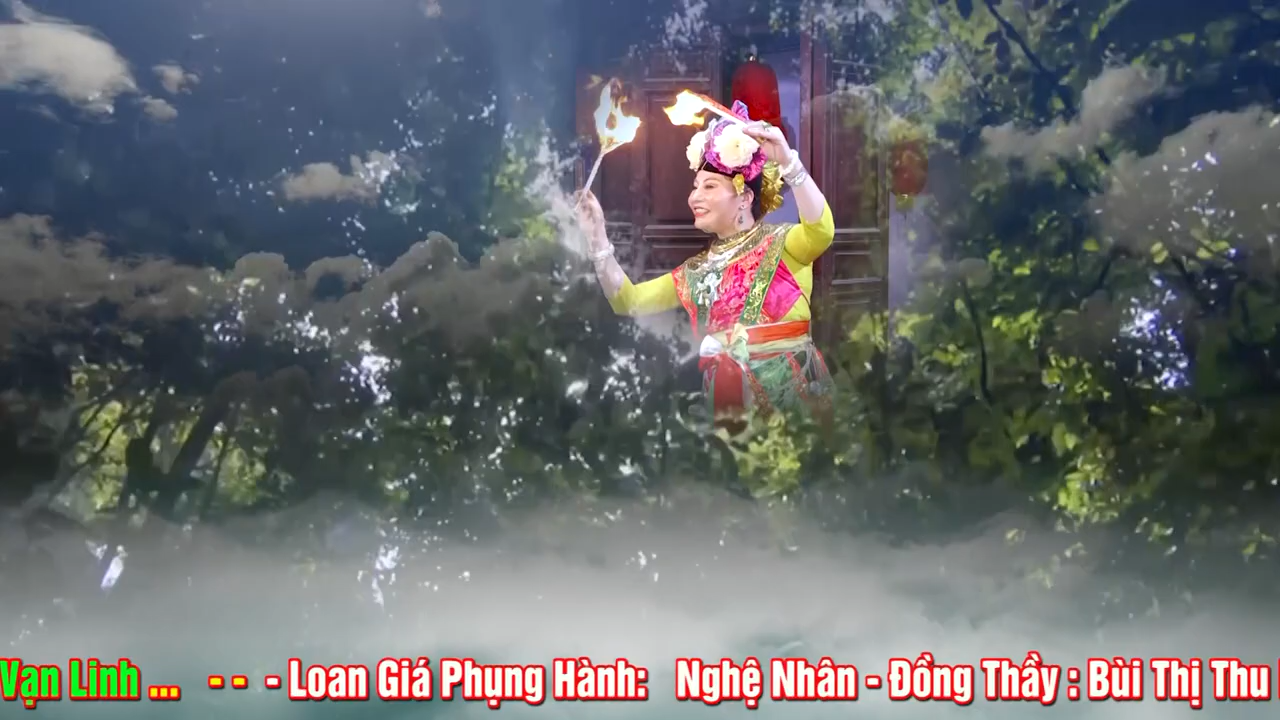 Vạn Linh ... - - - Loan Giá Phụng Hành: Nghệ Nhân - Đồng Thầy : Bùi Thị Thu